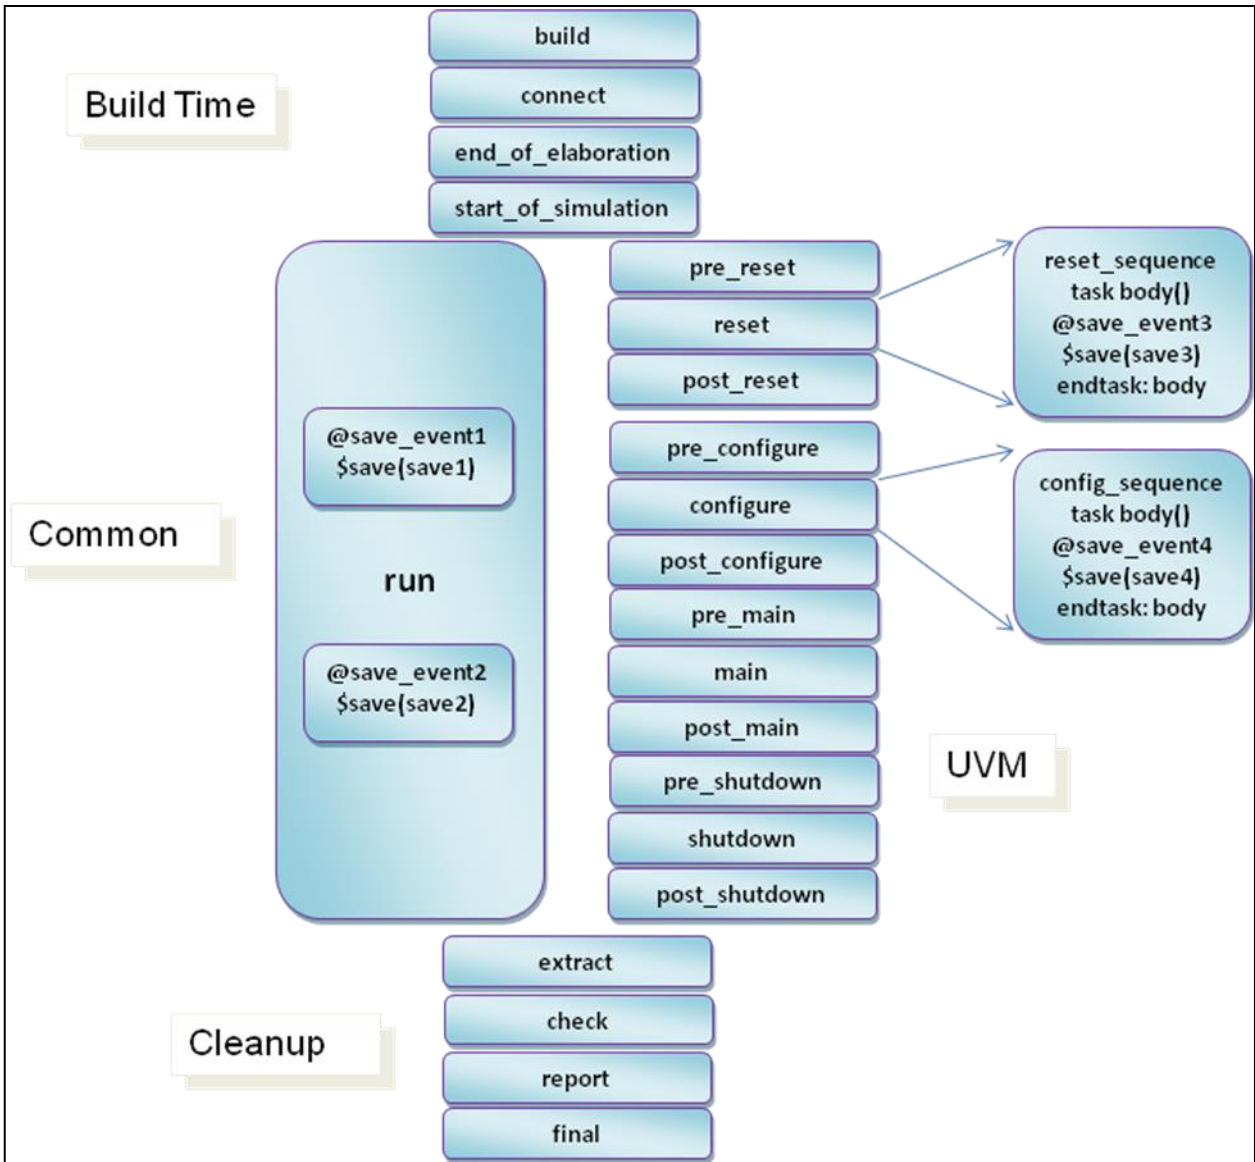 build
Build Time
connect
end_of_elaboration
start_of_simulation
Common
@save_event1
$save(save1)
run
@save_event2
$save(save2)
pre_reset
reset
post_reset
pre_configure
configure
post_configure
pre_main
main
post_main
pre_shutdown
shutdown
post_shutdown
reset_sequence
task body()
@save_event3
$save(save3)
endtask: body
config_sequence
task body()
@save_event4
$save(save4)
endtask: body
UVM
Cleanup
extract
check
report
final